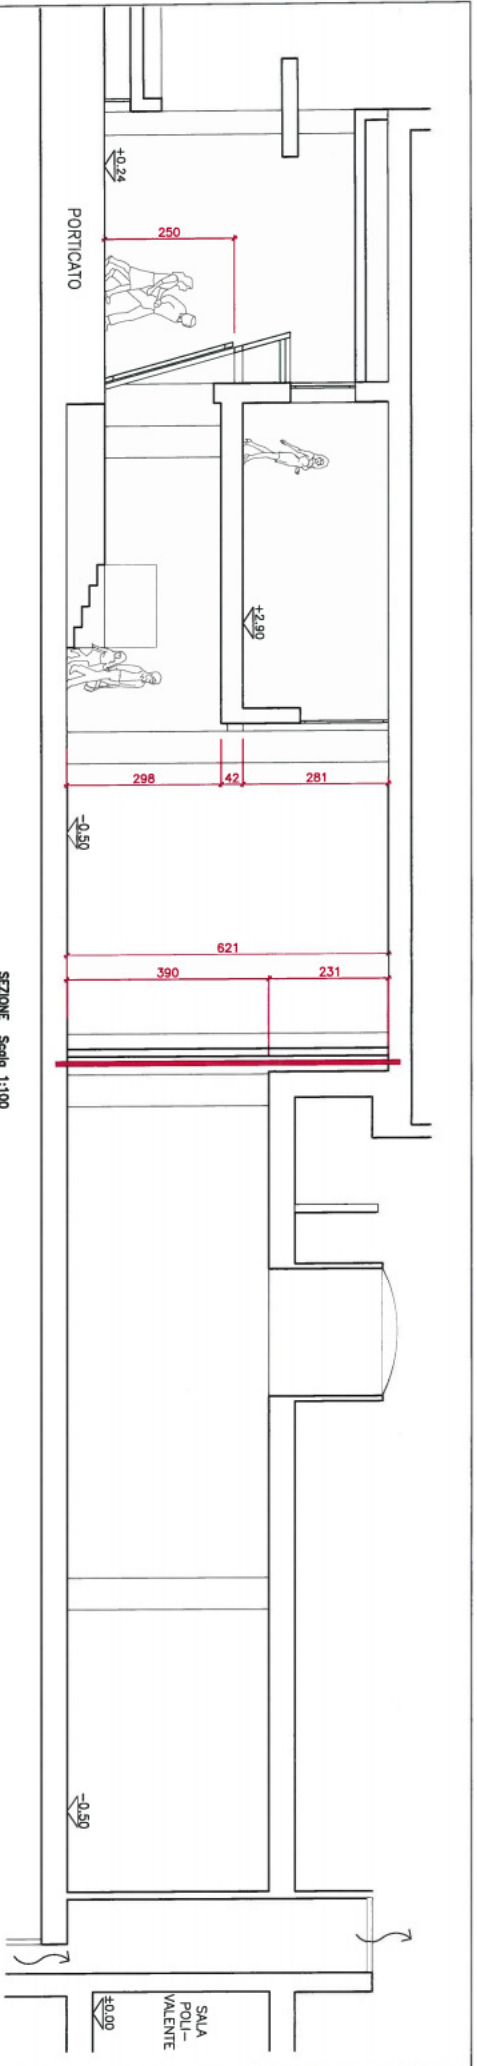 +0.24
PORTICATO
250
+2.90
298
42
281
-0.50
621
390
231
SEZIONE Scala 1:100
-0.50
SALA
POLI-
VALENTE
±0.00